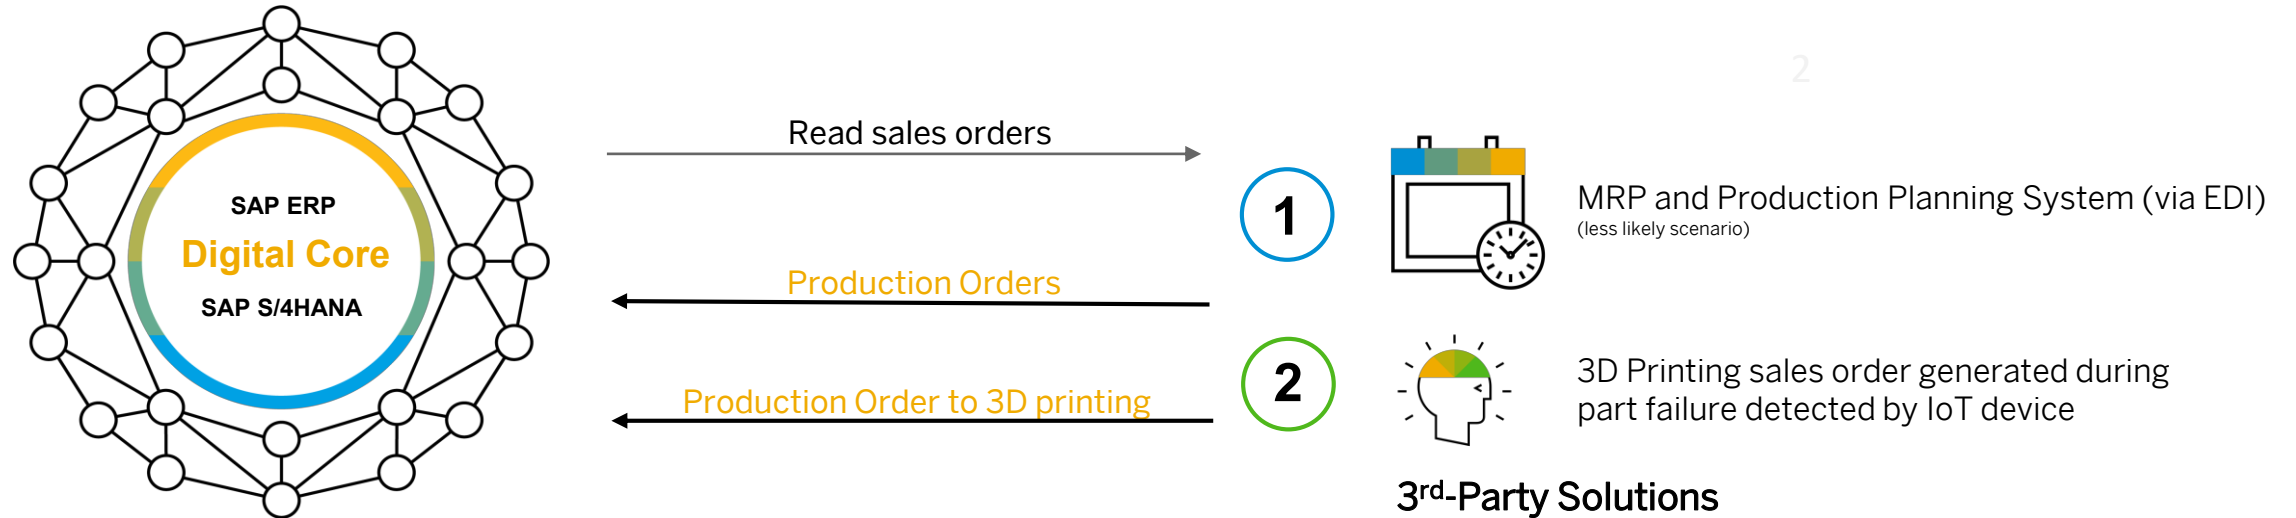 2
Read sales orders
SAP ERP
Digital Core
SAP S/4HANA
1
MRP and Production Planning System (via EDI)
(less likely scenario)
Production Orders
2
3D Printing sales order generated during
part failure detected by IoT device
Production Order to 3D printing
3rd-Party Solutions